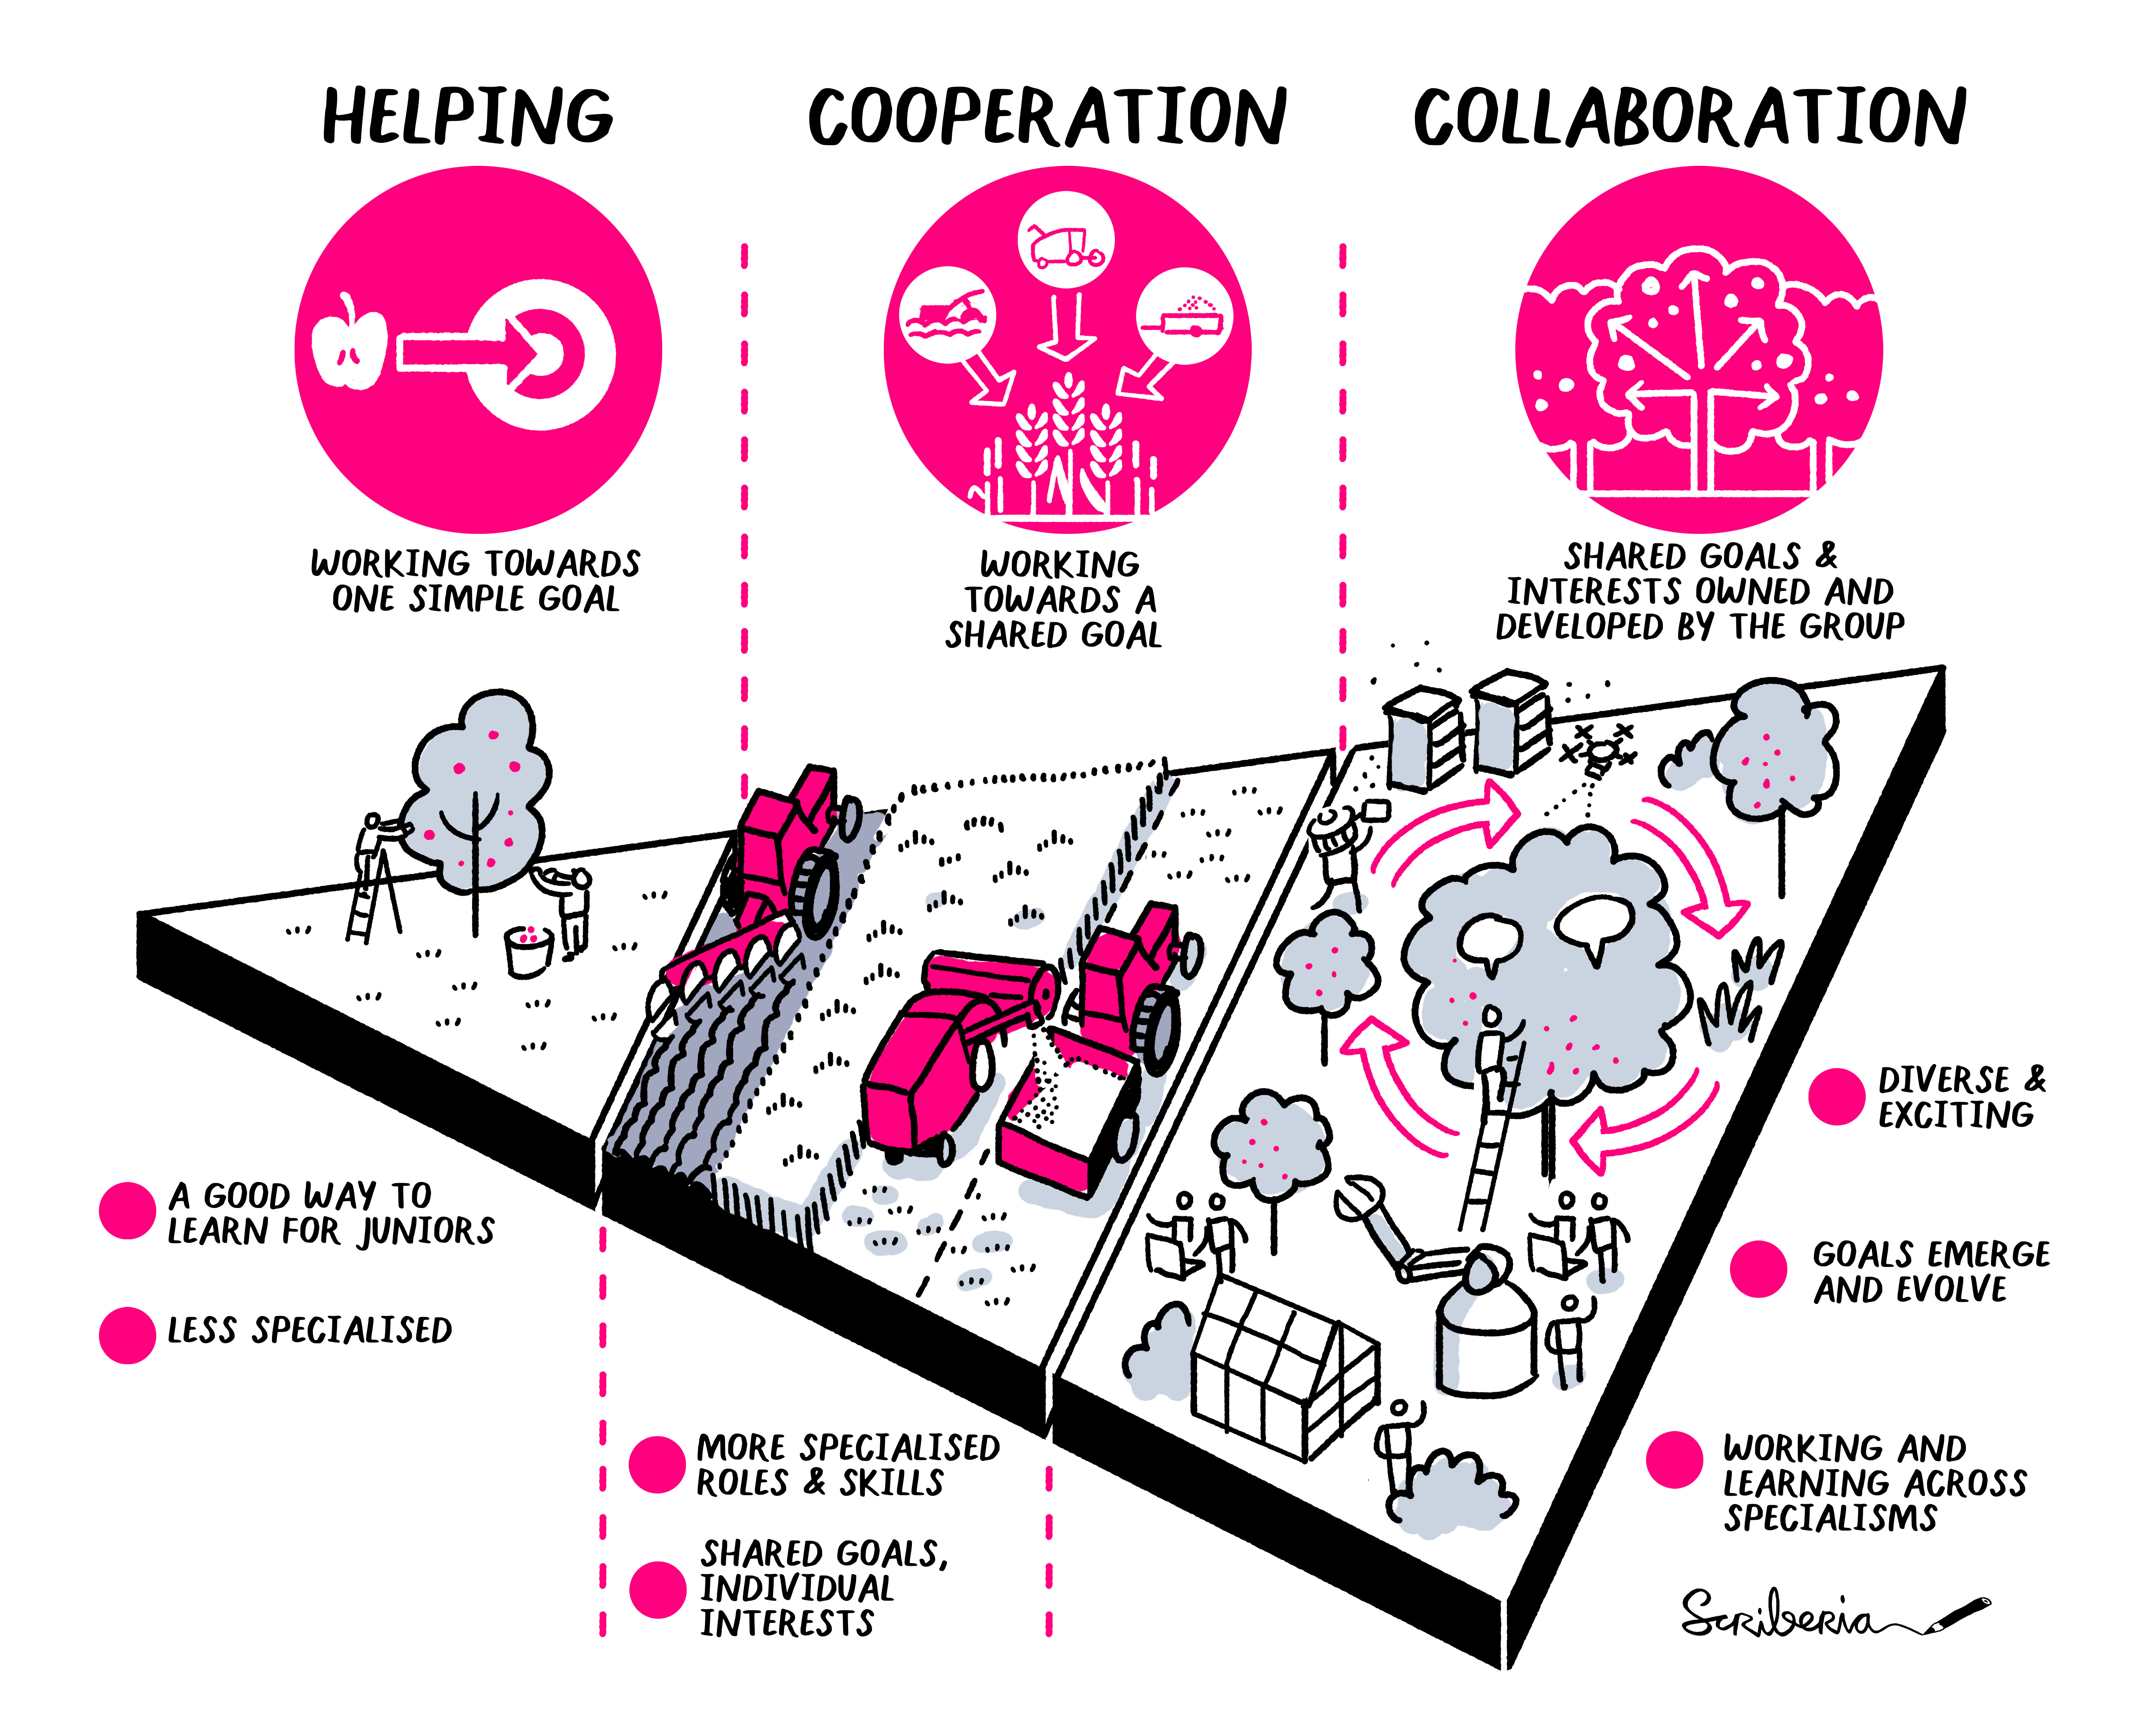 HELPING
COOPERATION
COLLABORATION
WORKING TOWARDS
ONE SIMPLE GOAL
WORKING
TOWARDS A
SHARED GOAL
SHARED GOALS &
INTERESTS OWNED AND
DEVELOPED BY THE GROUP
A GOOD WAY TO
LEARN FOR JUNIORS
LESS SPECIALISED
MORE SPECIALISED
ROLES & SKILLS
SHARED GOALS,
INDIVIDUAL
INTERESTS
DIVERSE &
EXCITING
GOALS EMERGE
AND EVOLVE
WORKING AND
LEARNING ACROSS
SPECIALISMS
Scriberia